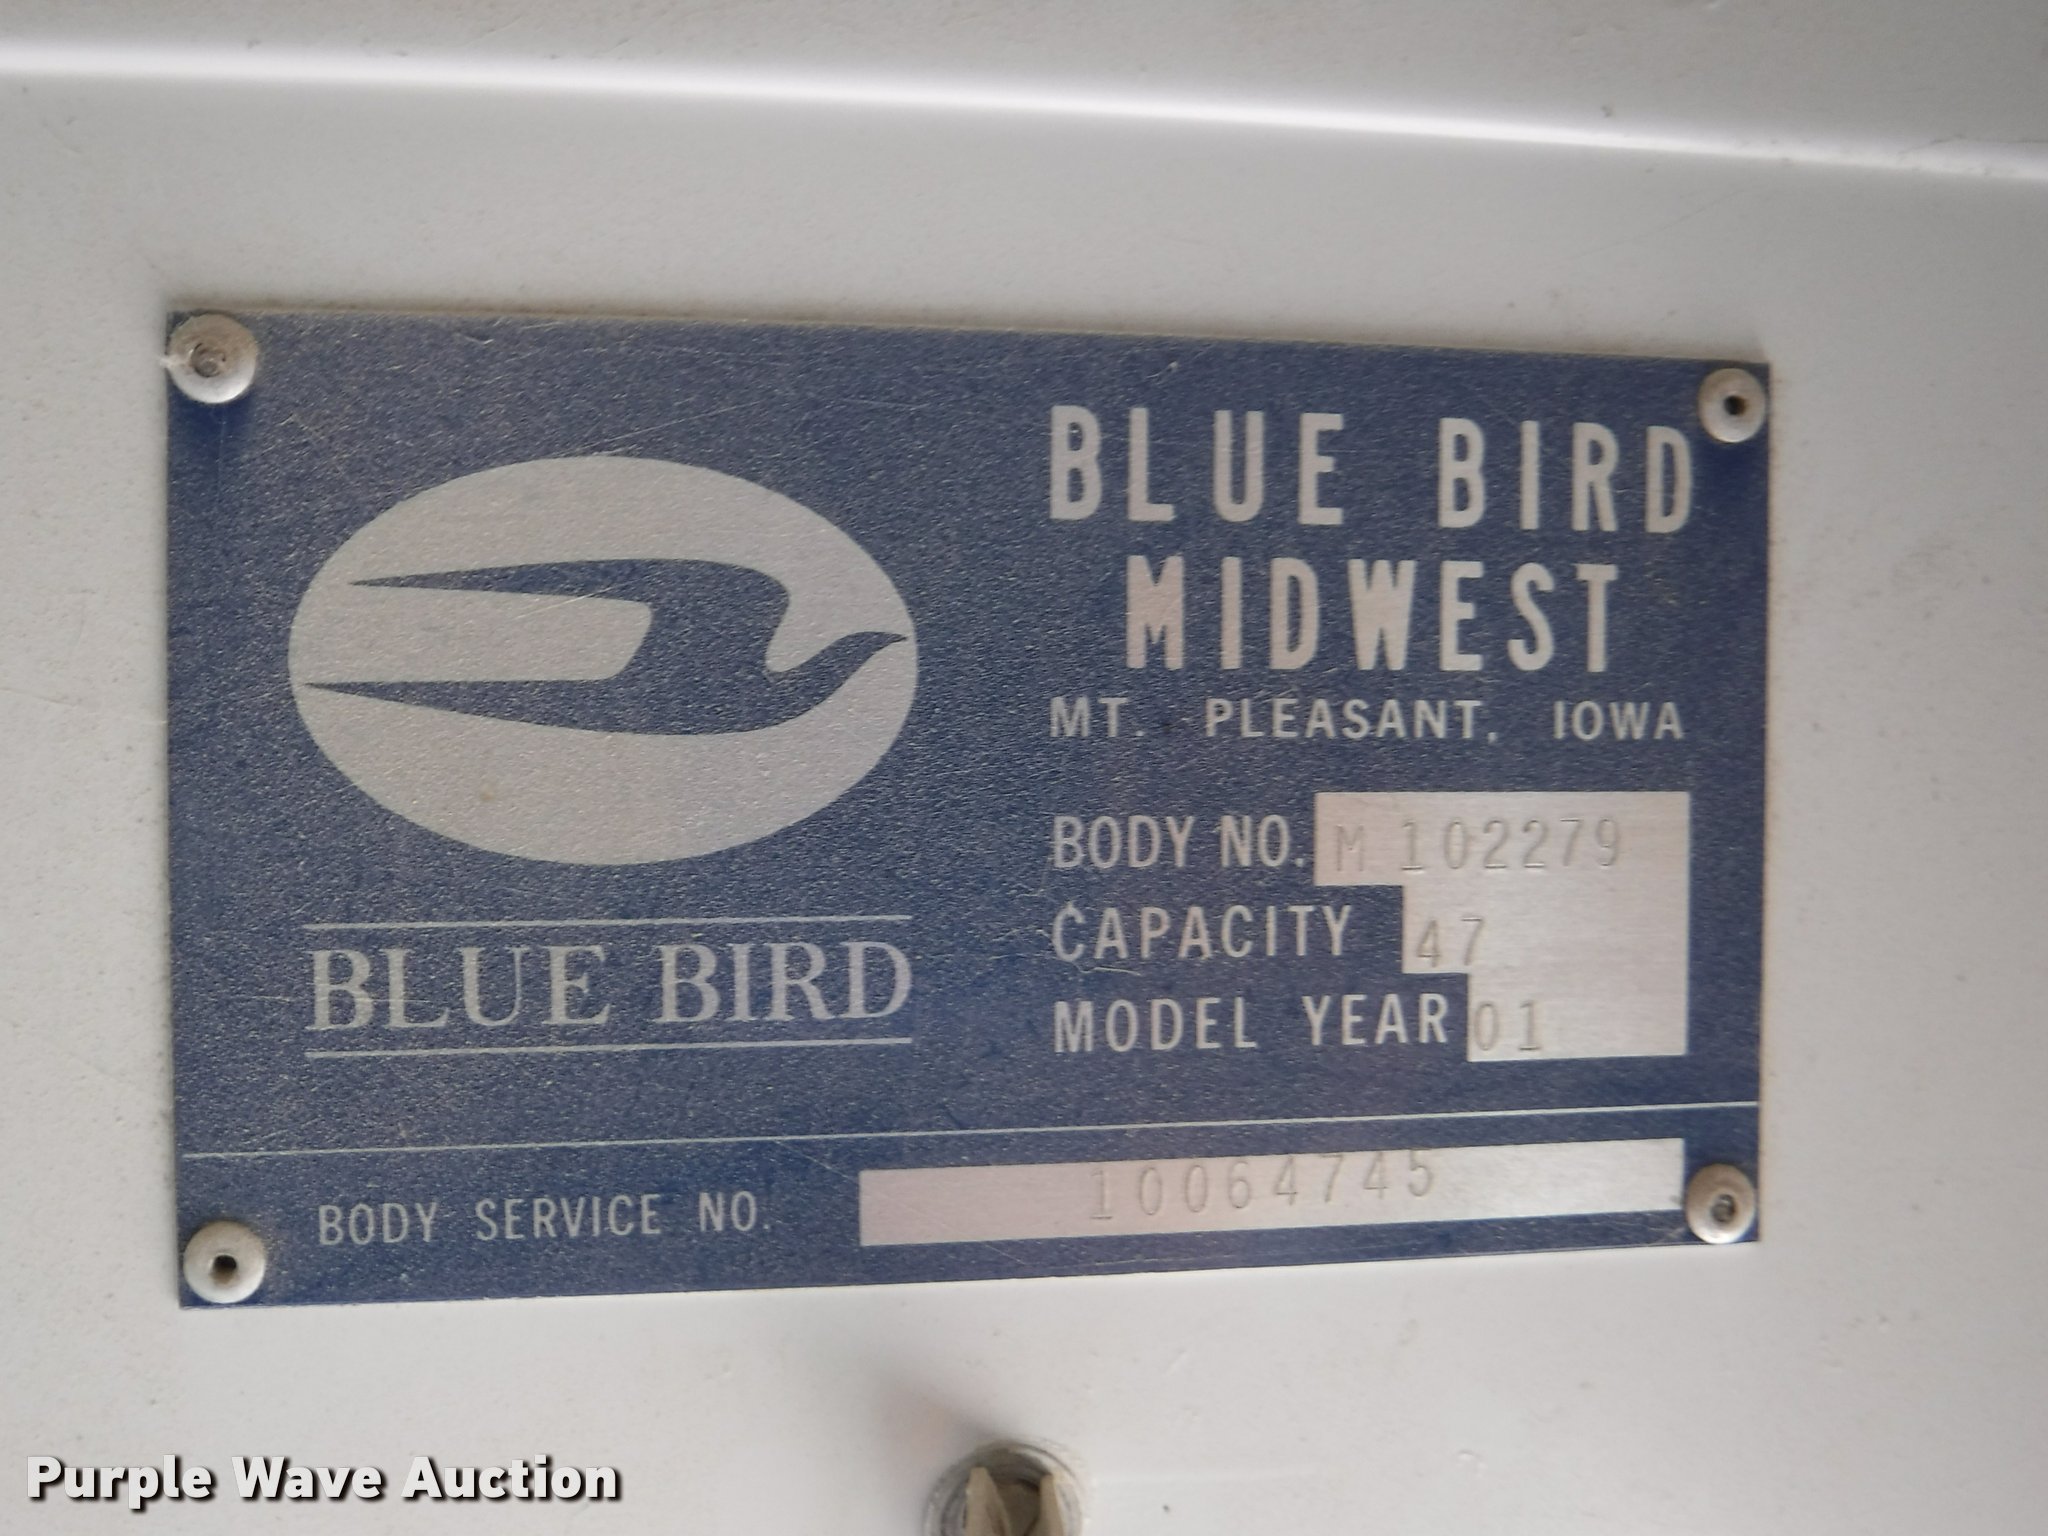 BLUE BIRD
MIDWEST
MT. PLEASANT, IOWA
BODY NO. M 102279
CAPACITY 47
MODEL YEAR 01
BLUE BIRD
BODY SERVICE NO. 10064745
Purple Wave Auction